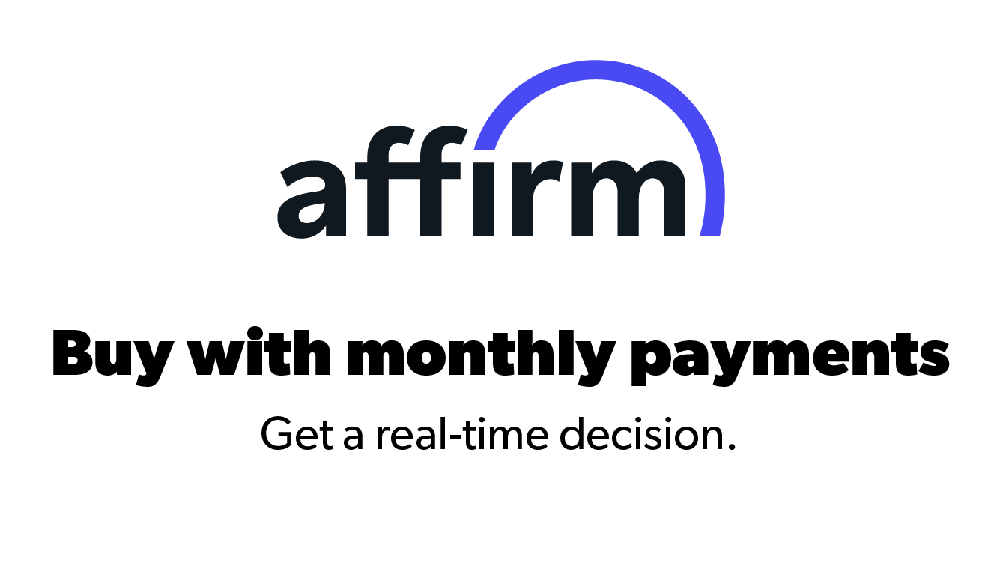 affirm
Buy with monthly payments
Get a real-time decision.